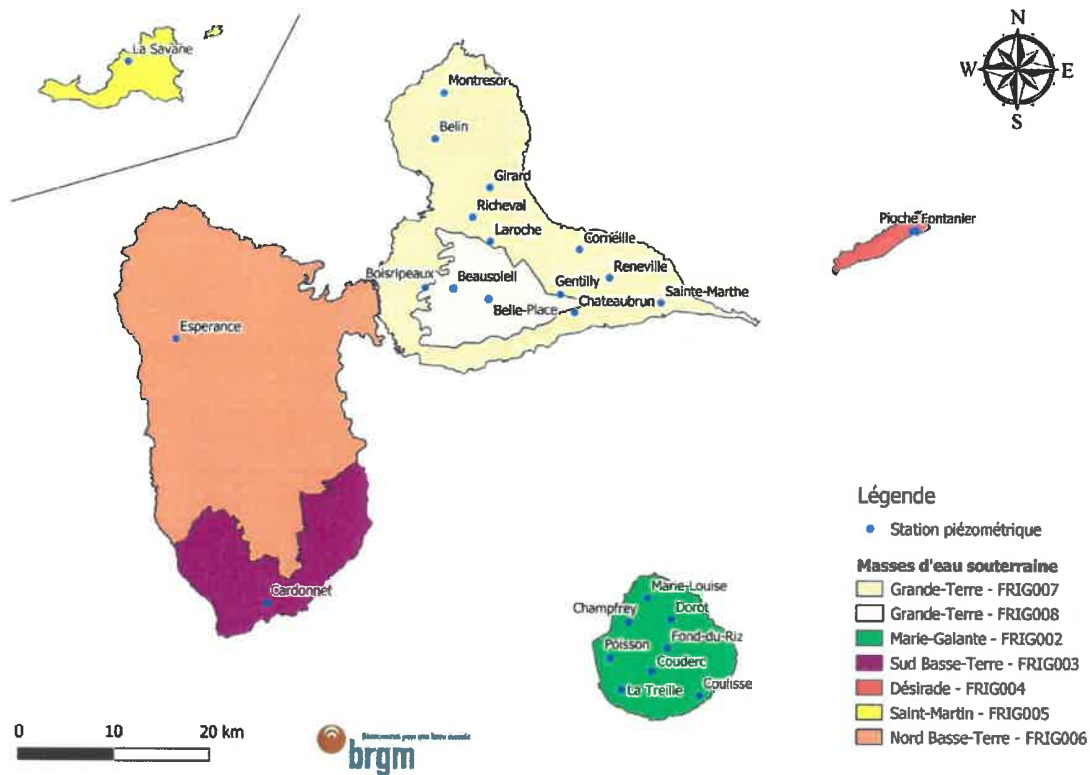 La Savane
N
W
E
S
Montresor
Belin
Girard
Richeval
Laroche
Corneille
Pioche Fontanier
Boisripeaux
Beausoleil
Gentilly
Reneville
Sainte-Marthe
Belle-Place
Chateaubrun
Esperance
Cardonnet
Marie-Louise
Champfrey
Dorot
Fond-du-Riz
Poisson
Couderc
La Treille
Coulisse
Légende
Station piézométrique
Masses d'eau souterraine
Grande-Terre - FRIG007
Grande-Terre - FRIG008
Marie-Galante - FRIG002
Sud Basse-Terre - FRIG003
Désirade - FRIG004
Saint-Martin - FRIG005
Nord Basse-Terre - FRIG006
0 10 20 km
brgm